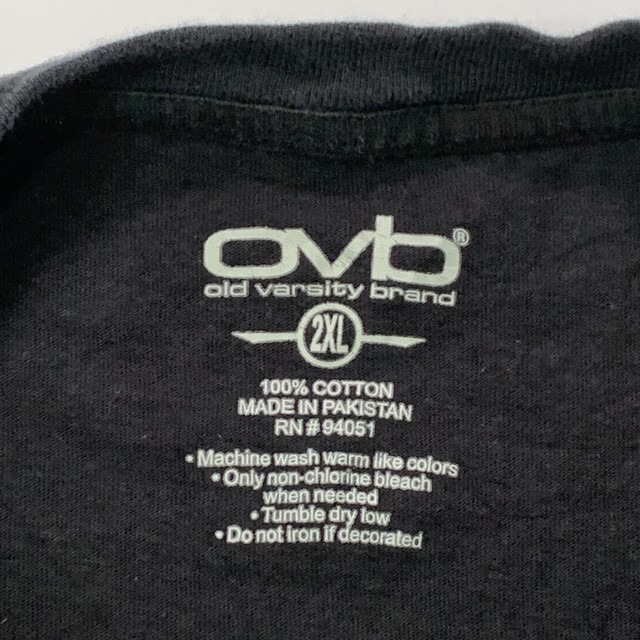 ovb®
old varsity brand
2XL
100% COTTON
MADE IN PAKISTAN
RN # 94051
• Machine wash warm like colors
• Only non-chlorine bleach
when needed
• Tumble dry low
• Do not iron if decorated